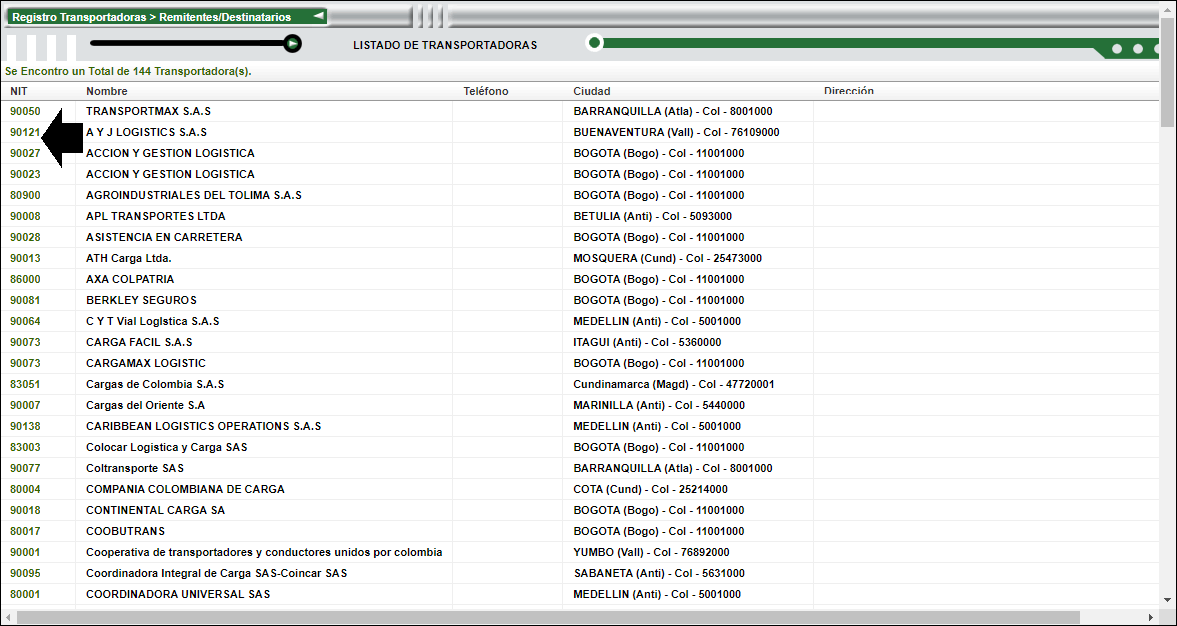 Registro Transportadoras > Remitentes/Destinatarios
LISTADO DE TRANSPORTADORAS
Se Encontro un Total de 144 Transportadora(s).
NIT Nombre Teléfono Ciudad Dirección
90050 TRANSPORTMAX S.A.S BARRANQUILLA (Atla) - Col - 8001000
90121 A Y J LOGISTICS S.A.S BUENAVENTURA (Vall) - Col - 76109000
90027 ACCION Y GESTION LOGISTICA BOGOTA (Bogo) - Col - 11001000
90023 ACCION Y GESTION LOGISTICA BOGOTA (Bogo) - Col - 11001000
80900 AGROINDUSTRIALES DEL TOLIMA S.A.S BOGOTA (Bogo) - Col - 11001000
90008 APL TRANSPORTES LTDA BETULIA (Anti) - Col - 5093000
90028 ASISTENCIA EN CARRETERA BOGOTA (Bogo) - Col - 11001000
90013 ATH Carga Ltda. MOSQUERA (Cund) - Col - 25473000
86000 AXA COLPATRIA BOGOTA (Bogo) - Col - 11001000
90081 BERKLEY SEGUROS BOGOTA (Bogo) - Col - 11001000
90064 C Y T Vial LogIstica S.A.S MEDELLIN (Anti) - Col - 5001000
90073 CARGA FACIL S.A.S ITAGUI (Anti) - Col - 5360000
90073 CARGAMAX LOGISTIC BOGOTA (Bogo) - Col - 11001000
83051 Cargas de Colombia S.A.S Cundinamarca (Magd) - Col - 47720001
90007 Cargas del Oriente S.A MARINILLA (Anti) - Col - 5440000
90138 CARIBBEAN LOGISTICS OPERATIONS S.A.S MEDELLIN (Anti) - Col - 5001000
83003 Colocar Logistica y Carga SAS BOGOTA (Bogo) - Col - 11001000
90077 Coltransporte SAS BARRANQUILLA (Atla) - Col - 8001000
80004 COMPANIA COLOMBIANA DE CARGA COTA (Cund) - Col - 25214000
90018 CONTINENTAL CARGA SA BOGOTA (Bogo) - Col - 11001000
80017 COOBUTRANS BOGOTA (Bogo) - Col - 11001000
90001 Cooperativa de transportadores y conductores unidos por colombia YUMBO (Vall) - Col - 76892000
90095 Coordinadora Integral de Carga SAS-Coincar SAS SABANETA (Anti) - Col - 5631000
80001 COORDINADORA UNIVERSAL SAS MEDELLIN (Anti) - Col - 5001000